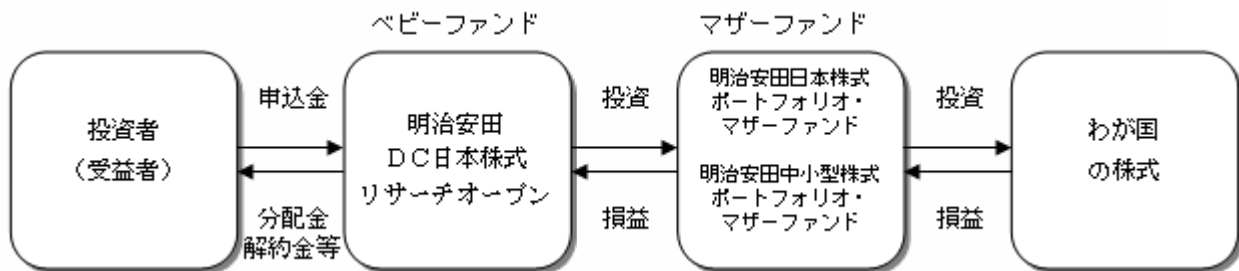 ベビーファンド
マザーファンド
投資者
（受益者）
申込金
分配金
解約金等
明治安田
ＤＣ日本株式
リサーチオープン
投資
損益
明治安田日本株式
ポートフォリオ・
マザーファンド
明治安田中小型株式
ポートフォリオ・
マザーファンド
投資
損益
わが国
の株式